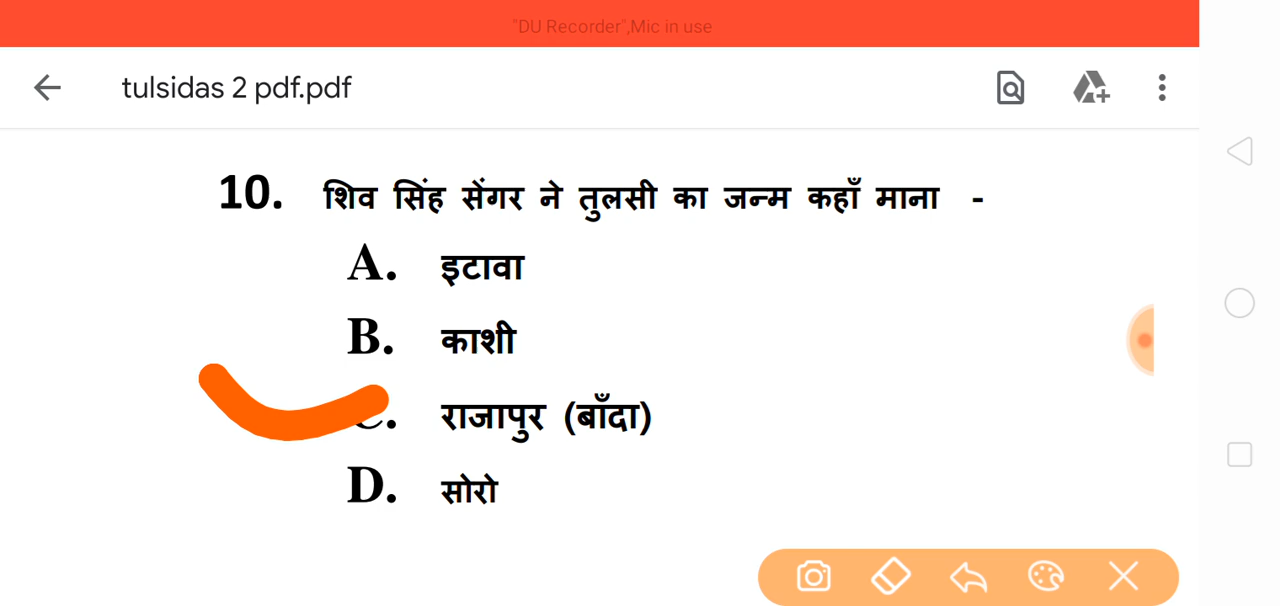 "DU Recorder",Mic in use
tulsidas 2 pdf.pdf
10. शिव सिंह सेंगर ने तुलसी का जन्म कहाँ माना -
A. इटावा
B. काशी
C. राजापुर (बाँदा)
D. सोरो